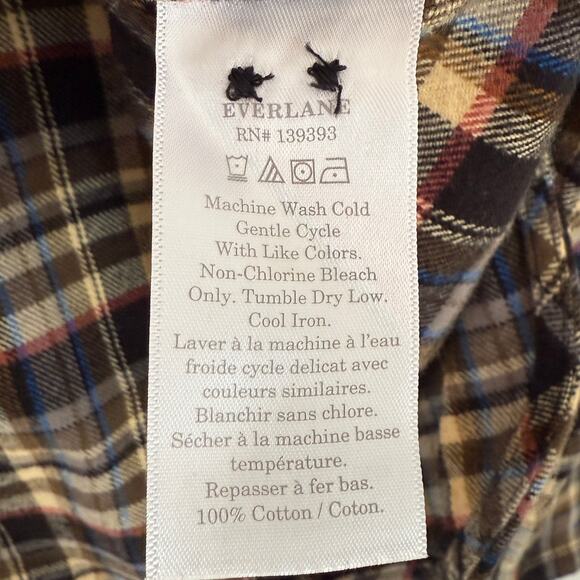 EVERLANE
RN# 139393
Machine Wash Cold
Gentle Cycle
With Like Colors.
Non-Chlorine Bleach
Only. Tumble Dry Low.
Cool Iron.
Laver à la machine à l'eau
froide cycle delicat avec
couleurs similaires.
Blanchir sans chlore.
Sécher à la machine basse
température.
Repasser à fer bas.
100% Cotton / Coton.